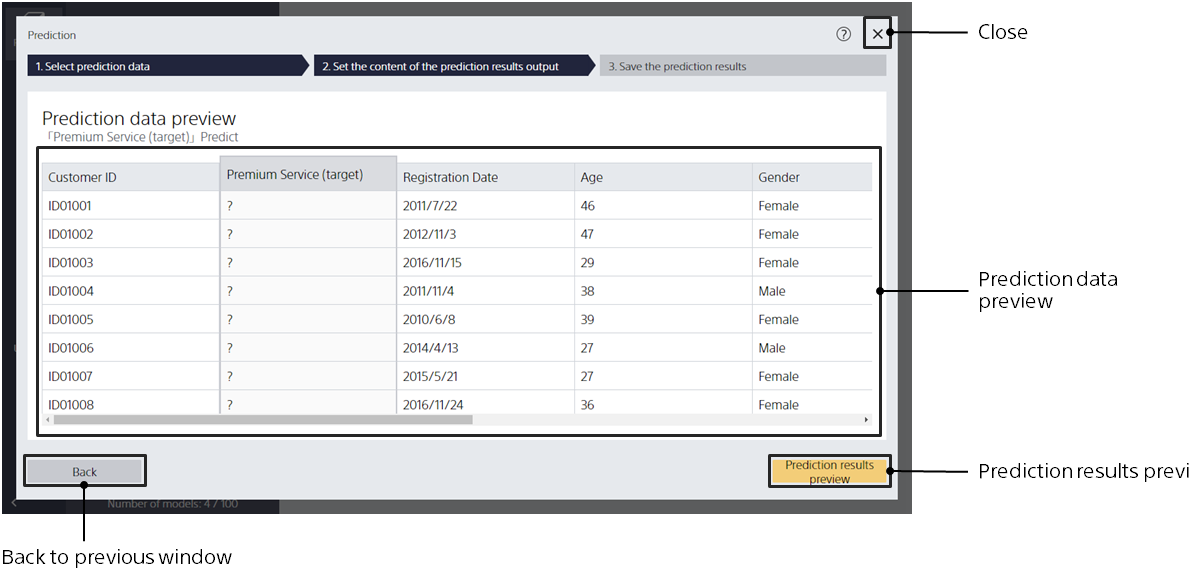 Prediction
Close
1. Select prediction data
2. Set the content of the prediction results output
3. Save the prediction results
Prediction data preview
「Premium Service (target)」Predict
Customer ID Premium Service (target) Registration Date Age Gender
ID01001 ? 2011/7/22 46 Female
ID01002 ? 2012/11/3 47 Female
ID01003 ? 2016/11/15 29 Female
ID01004 ? 2011/11/4 38 Male
ID01005 ? 2010/6/8 39 Female
ID01006 ? 2014/4/13 27 Male
ID01007 ? 2015/5/21 27 Female
ID01008 ? 2016/11/24 36 Female
Prediction data
preview
Back
Prediction results
preview
Prediction results previ
Number of models: 4 / 100
Back to previous window